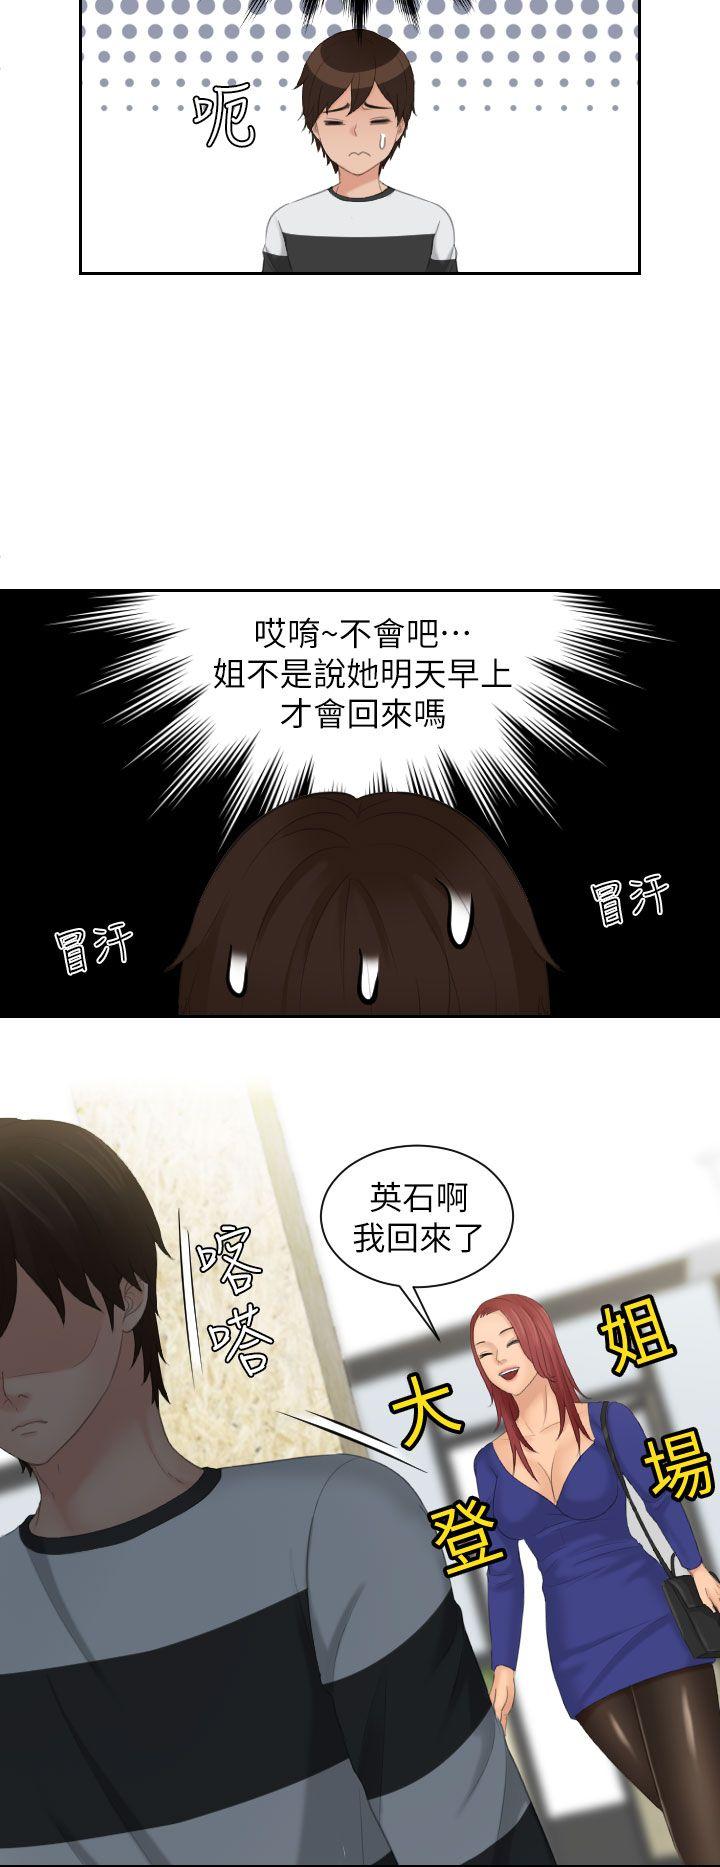 呃
哎唷~不會吧…
姐不是說她明天早上
才會回來嗎
冒汗
冒汗
英石啊
我回來了
喀嗒
大姐
登場